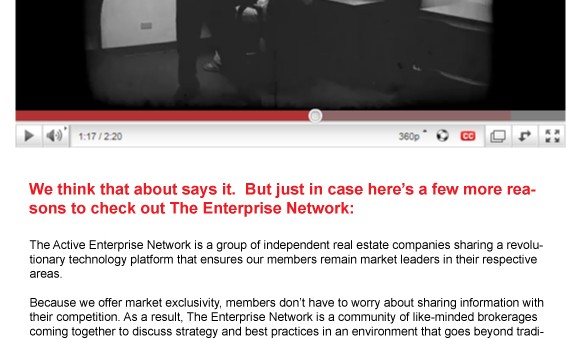 1:17 / 2:20
360p
CC
We think that about says it.  But just in case here's a few more rea-
sons to check out The Enterprise Network:
The Active Enterprise Network is a group of independent real estate companies sharing a revolu-
tionary technology platform that ensures our members remain market leaders in their respective
areas.
Because we offer market exclusivity, members don't have to worry about sharing information with
their competition. As a result, The Enterprise Network is a community of like-minded brokerages
coming together to discuss strategy and best practices in an environment that goes beyond tradi-